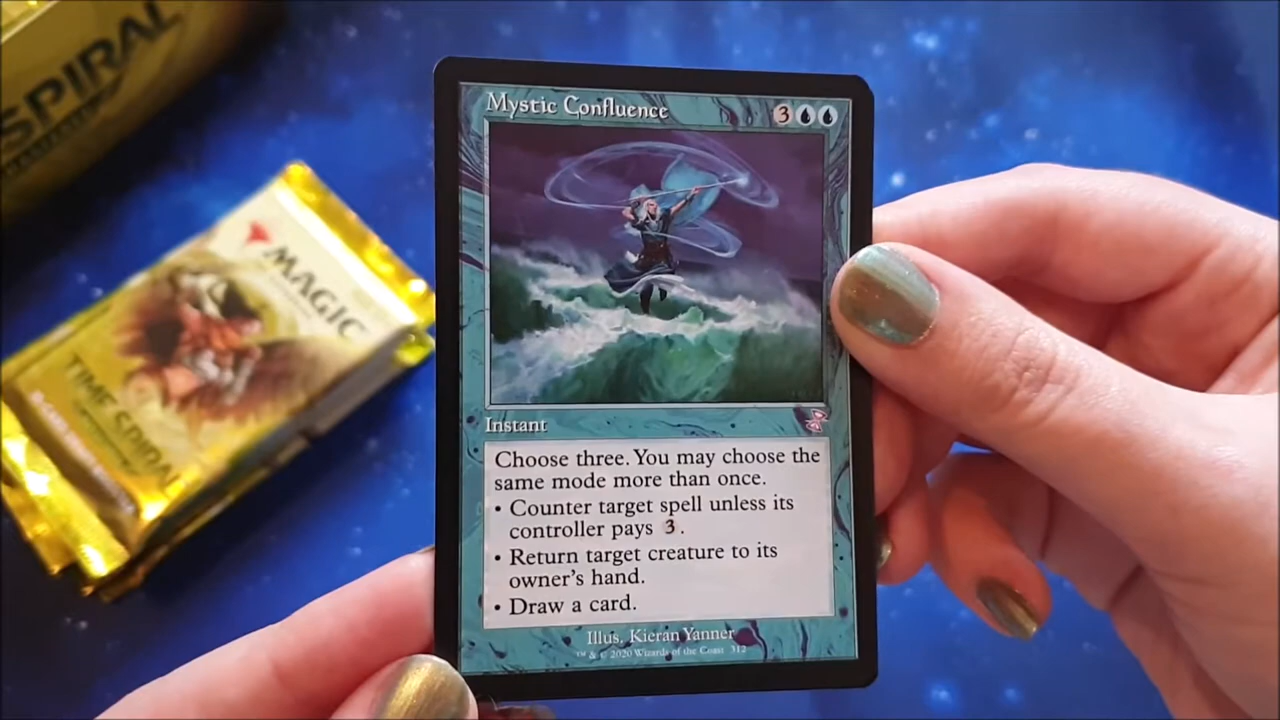 SPIRAL
MAGIC
TIME SPIRAL
Mystic Confluence 3
Instant
Choose three. You may choose the
same mode more than once.
• Counter target spell unless its
controller pays 3.
• Return target creature to its
owner's hand.
• Draw a card.
Illus. Kieran Yanner
™ & © 2020 Wizards of the Coast 312